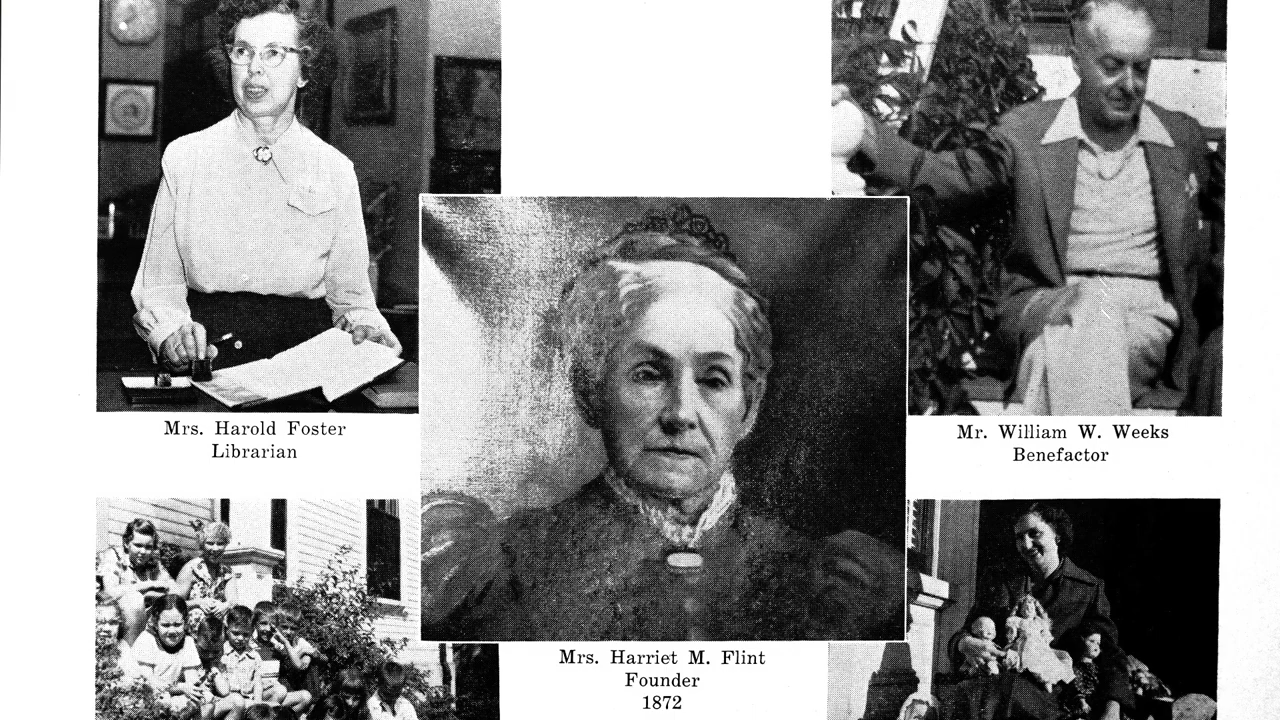 Mrs. Harold Foster
Librarian
Mr. William W. Weeks
Benefactor
Mrs. Harriet M. Flint
Founder
1872